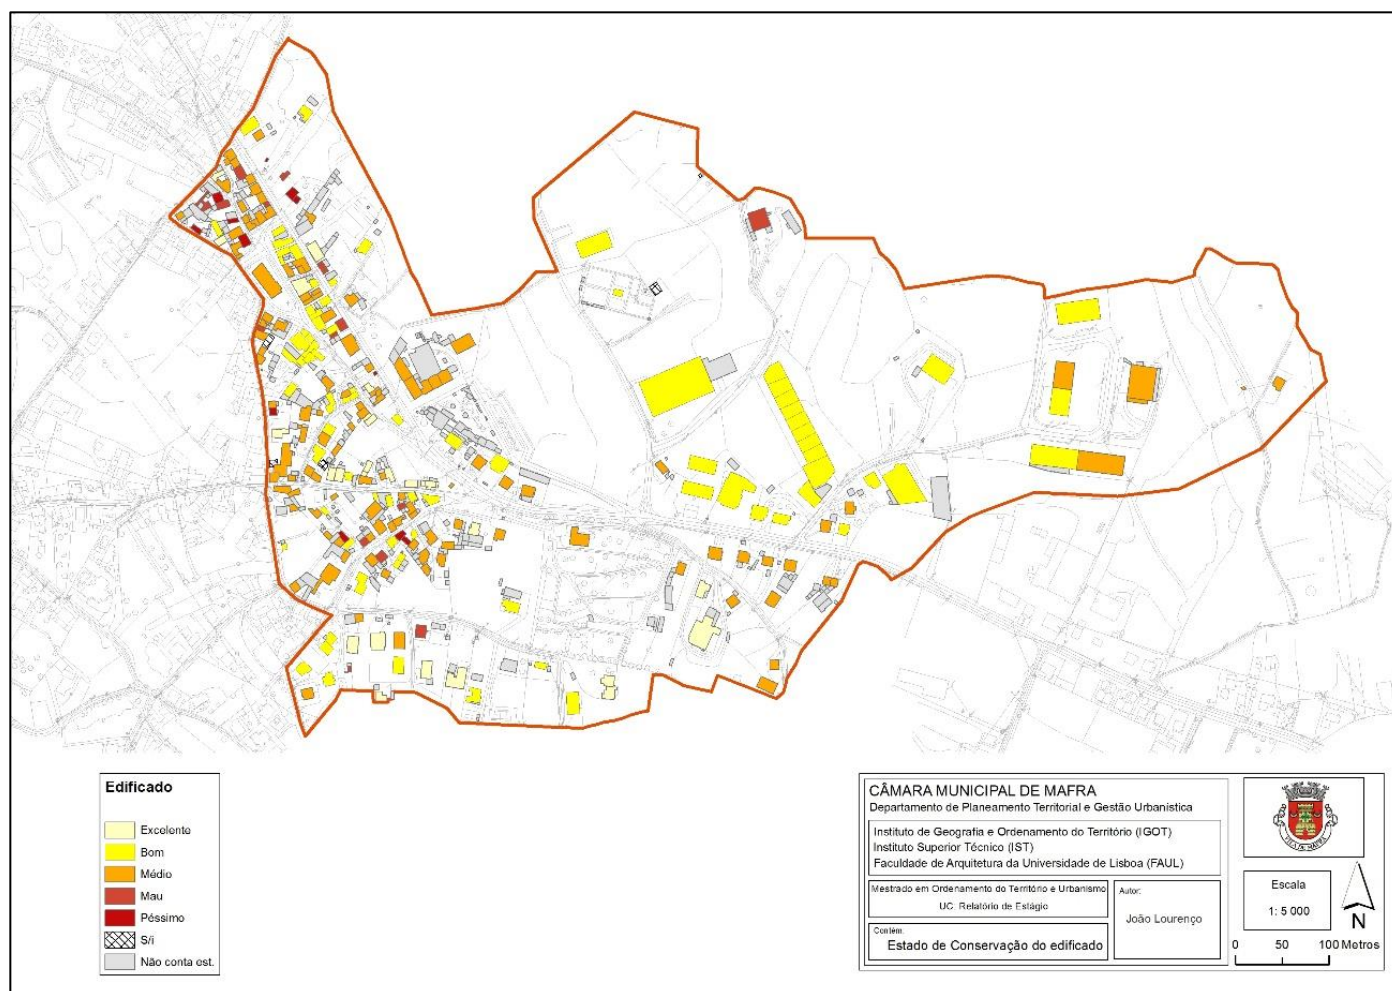 Edificado
Excelente
Bom
Médio
Mau
Péssimo
S/i
Não conta est.
CÂMARA MUNICIPAL DE MAFRA
Departamento de Planeamento Territorial e Gestão Urbanística
Instituto de Geografia e Ordenamento do Território (IGOT)
Instituto Superior Técnico (IST)
Faculdade de Arquitetura da Universidade de Lisboa (FAUL)
Mestrado em Ordenamento do Território e Urbanismo
UC Relatório de Estágio
Contém:
Estado de Conservação do edificado
Autor:
João Lourenço
VILA DE MAFRA
Escala
1: 5 000
N
0 50 100 Metros